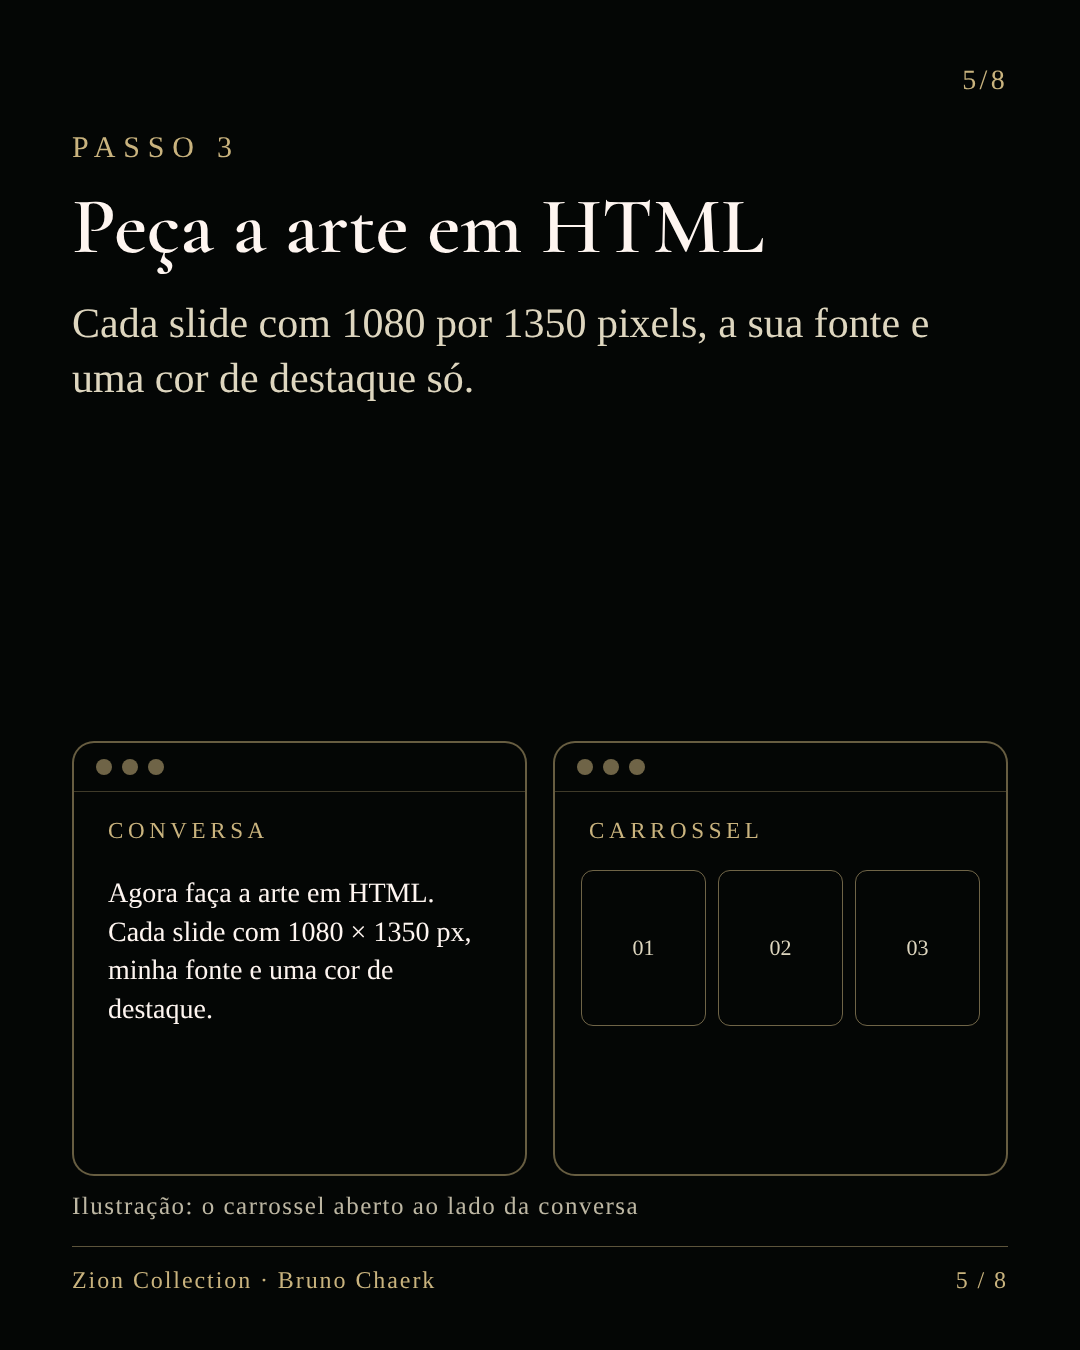 5/8
PASSO 3
Peça a arte em HTML
Cada slide com 1080 por 1350 pixels, a sua fonte e
uma cor de destaque só.
CONVERSA
Agora faça a arte em HTML.
Cada slide com 1080 × 1350 px,
minha fonte e uma cor de
destaque.
CARROSSEL
01
02
03
Ilustração: o carrossel aberto ao lado da conversa
Zion Collection · Bruno Chaerk
5 / 8